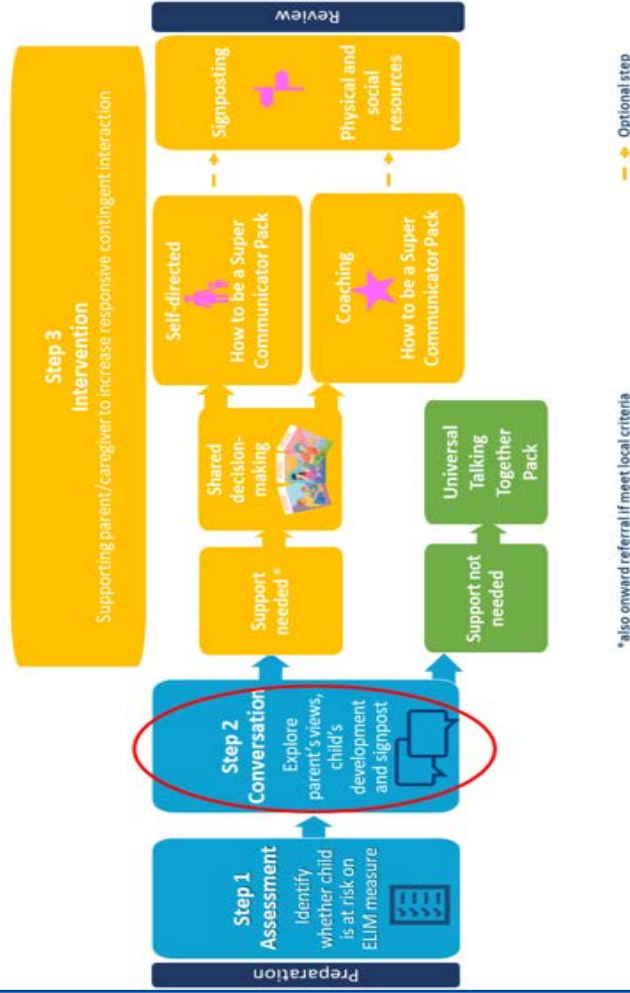 Preparation
Step 1
Assessment
Identify
whether child
is at risk on
ELIM measure
Step 2
Conversation
Explore
parent's views,
child's
development
and signpost
Step 3
Intervention
Supporting parent/caregiver to increase responsive contingent interaction
Support
needed *
Shared
decision-
making
Self-directed
How to be a Super
Communicator Pack
Coaching
How to be a Super
Communicator Pack
Signposting
Physical and
social
resources
Support not
needed
Universal
Talking
Together
Pack
Review
*also onward referral if meet local criteria
Optional step